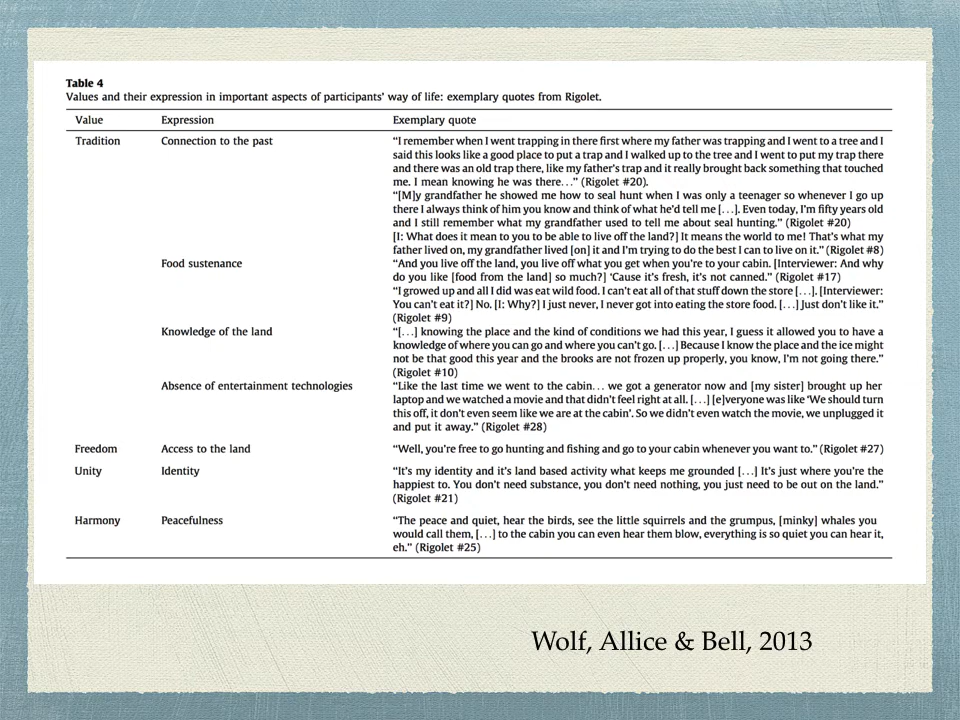 Table 4
Values and their expression in important aspects of participants' way of life: exemplary quotes from Rigolet.
Value Expression Exemplary quote
Tradition Connection to the past "I remember when I went trapping in there first where my father was trapping and I went to a tree and I
said this looks like a good place to put a trap and I walked up to the tree and I went to put my trap there
and there was an old trap there, like my father's trap and it really brought back something that touched
me. I mean knowing he was there…" (Rigolet #20).
"[M]y grandfather he showed me how to seal hunt when I was only a teenager so whenever I go up
there I always think of him you know and think of what he'd tell me [...]. Even today, I'm fifty years old
and I still remember what my grandfather used to tell me about seal hunting." (Rigolet #20)
[I: What does it mean to you to be able to live off the land?] It means the world to me! That's what my
father lived on, my grandfather lived [on] it and I'm trying to do the best I can to live on it." (Rigolet #8)
Food sustenance "And you live off the land, you live off what you get when you're to your cabin. [Interviewer: And why
do you like [food from the land] so much?] 'Cause it's fresh, it's not canned." (Rigolet #17)
"I growed up and all I did was eat wild food. I can't eat all of that stuff down the store [...]. [Interviewer:
You can't eat it?] No. [I: Why?] I just never, I never got into eating the store food. [...] Just don't like it."
(Rigolet #9)
Knowledge of the land "[...] knowing the place and the kind of conditions we had this year, I guess it allowed you to have a
knowledge of where you can go and where you can't go. [...] Because I know the place and the ice might
not be that good this year and the brooks are not frozen up properly, you know, I'm not going there."
(Rigolet #10)
Absence of entertainment technologies "Like the last time we went to the cabin… we got a generator now and [my sister] brought up her
laptop and we watched a movie and that didn't feel right at all. [...] [e]veryone was like 'We should turn
this off, it don't even seem like we are at the cabin'. So we didn't even watch the movie, we unplugged it
and put it away." (Rigolet #28)
Freedom Access to the land "Well, you're free to go hunting and fishing and go to your cabin whenever you want to." (Rigolet #27)
Unity Identity "It's my identity and it's land based activity what keeps me grounded [...] It's just where you're the
happiest to. You don't need substance, you don't need nothing, you just need to be out on the land."
(Rigolet #21)
Harmony Peacefulness "The peace and quiet, hear the birds, see the little squirrels and the grumpus, [minky] whales you
would call them, [...] to the cabin you can even hear them blow, everything is so quiet you can hear it,
eh." (Rigolet #25)
Wolf, Allice & Bell, 2013